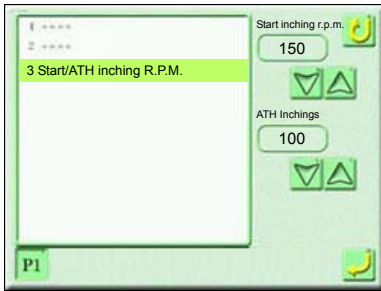 1 ----
2 ----
3 Start/ATH inching R.P.M.
Start inching r.p.m.
150
ATH Inchings
100
P1